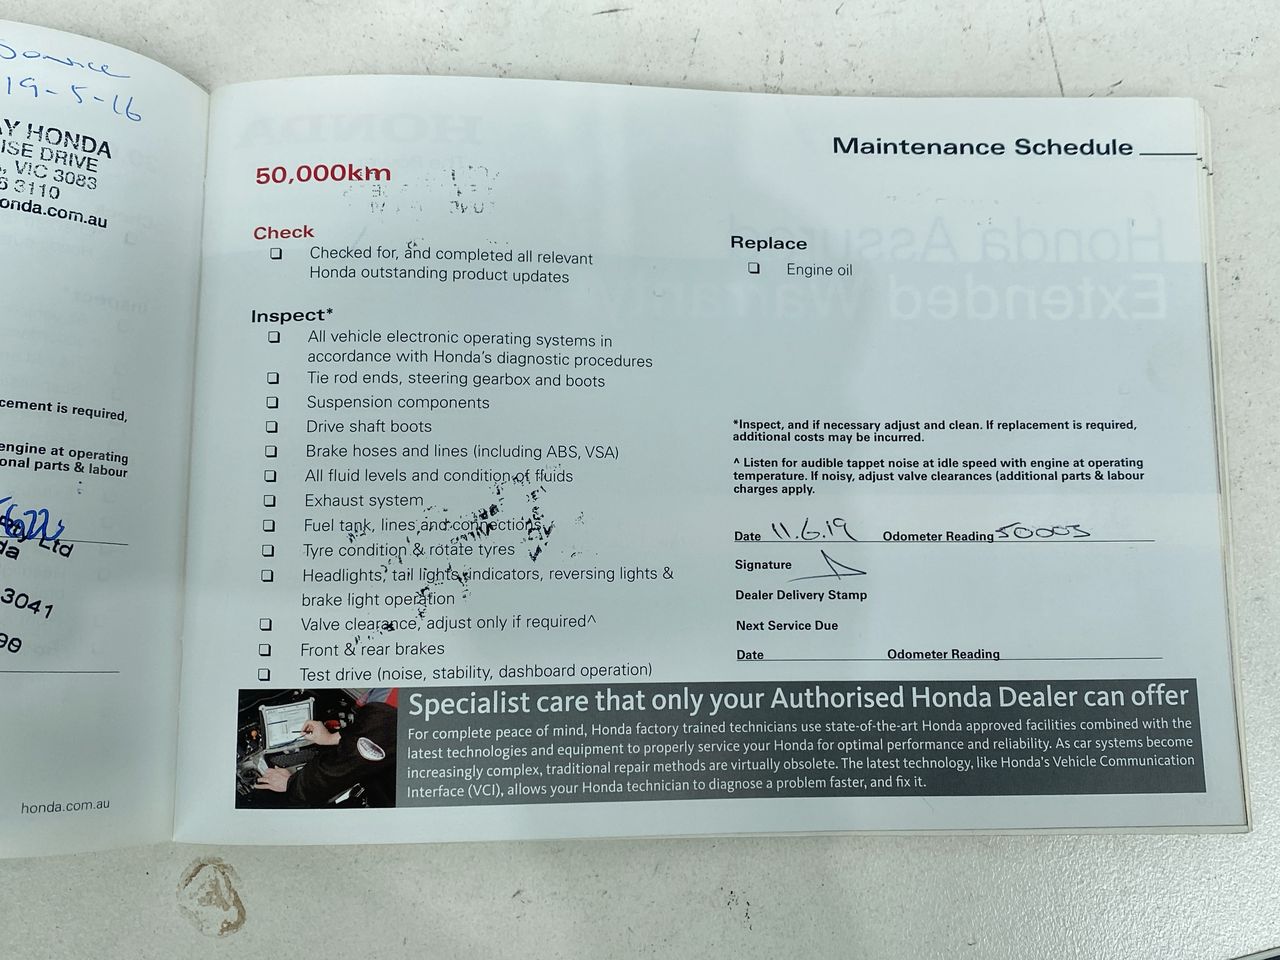 Service
19-5-16
AY HONDA
ISE DRIVE
, VIC 3083
3110
onda.com.au
cement is required,
engine at operating
onal parts & labour
Ltd
da
3041
honda.com.au
Maintenance Schedule
50,000km
Check
❏ Checked for, and completed all relevant
Honda outstanding product updates
Inspect*
❏ All vehicle electronic operating systems in
accordance with Honda's diagnostic procedures
❏ Tie rod ends, steering gearbox and boots
❏ Suspension components
❏ Drive shaft boots
❏ Brake hoses and lines (including ABS, VSA)
❏ All fluid levels and condition of fluids
❏ Exhaust system
❏ Fuel tank, lines and connections
❏ Tyre condition & rotate tyres
❏ Headlights, tail lights, indicators, reversing lights &
brake light operation
❏ Valve clearance, adjust only if required^
❏ Front & rear brakes
❏ Test drive (noise, stability, dashboard operation)
Replace
❏ Engine oil
*Inspect, and if necessary adjust and clean. If replacement is required,
additional costs may be incurred.
^ Listen for audible tappet noise at idle speed with engine at operating
temperature. If noisy, adjust valve clearances (additional parts & labour
charges apply.
Date 11.6.19 Odometer Reading 50003
Signature
Dealer Delivery Stamp
Next Service Due
Date Odometer Reading
Specialist care that only your Authorised Honda Dealer can offer
For complete peace of mind, Honda factory trained technicians use state-of-the-art Honda approved facilities combined with the
latest technologies and equipment to properly service your Honda for optimal performance and reliability. As car systems become
increasingly complex, traditional repair methods are virtually obsolete. The latest technology, like Honda's Vehicle Communication
Interface (VCI), allows your Honda technician to diagnose a problem faster, and fix it.